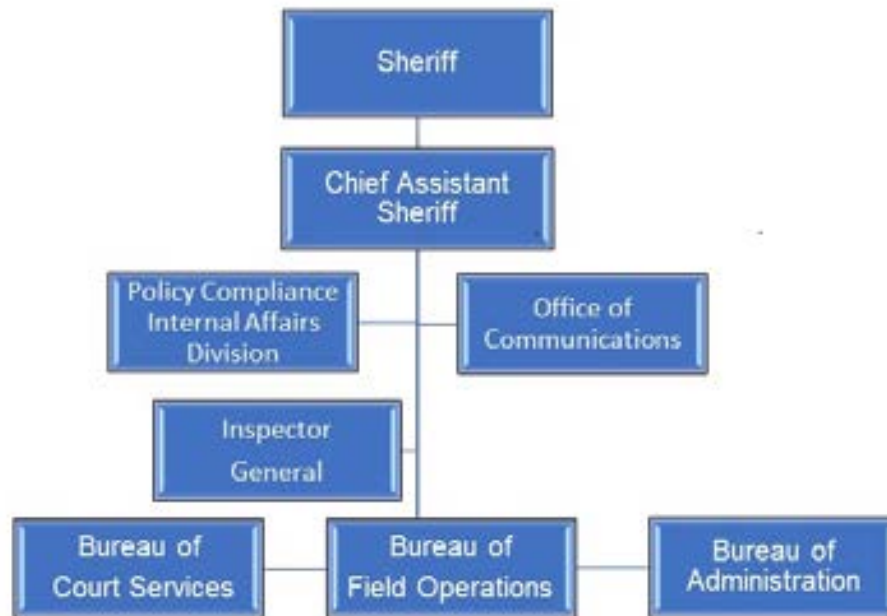 Sheriff
Chief Assistant
Sheriff
Policy Compliance
Internal Affairs
Division
Office of
Communications
Inspector
General
Bureau of
Court Services
Bureau of
Field Operations
Bureau of
Administration